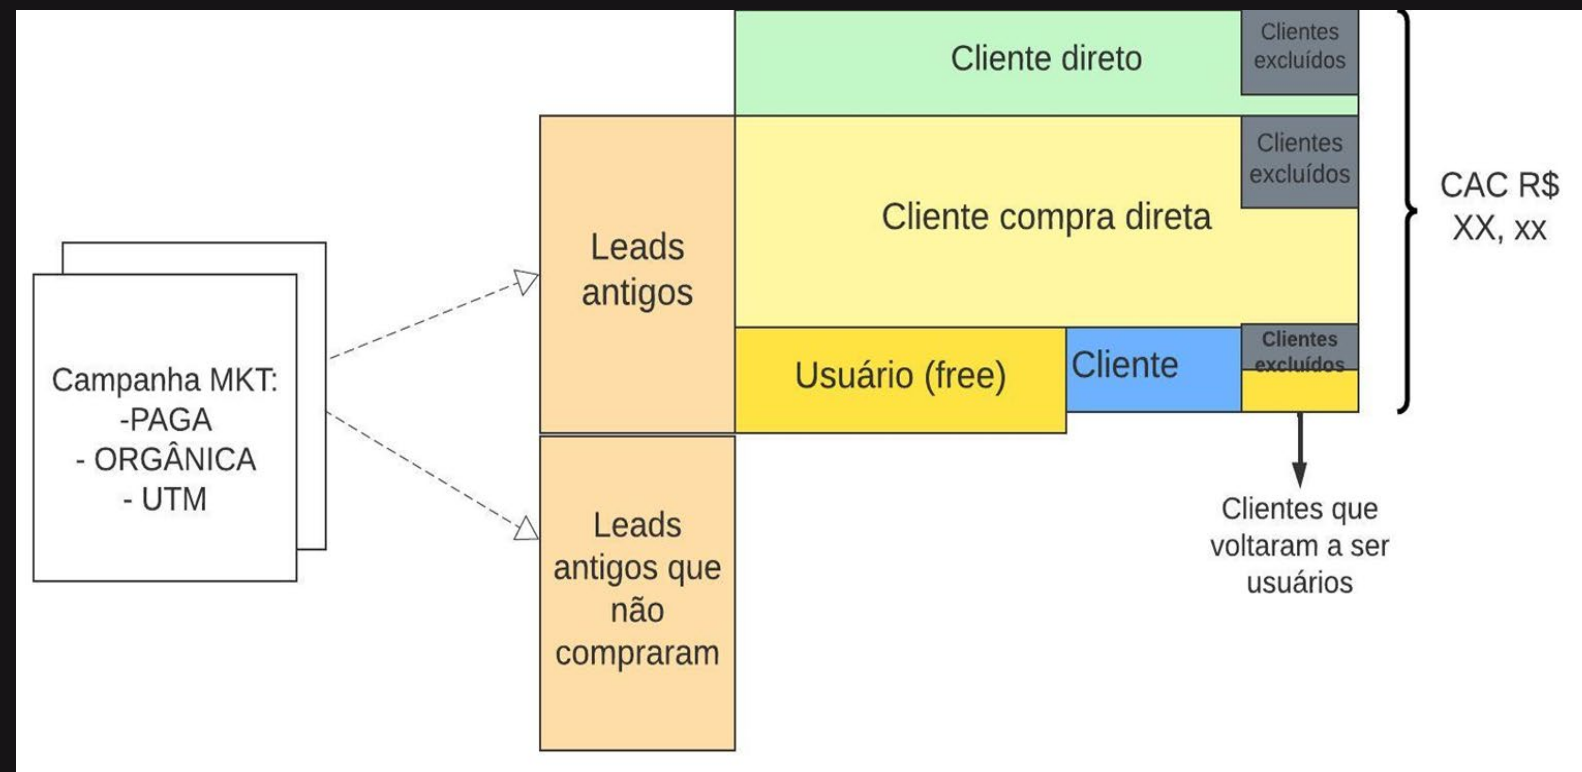 Cliente direto
Clientes
excluídos
Clientes
excluídos
Cliente compra direta
CAC R$
XX, xx
Leads
antigos
Clientes
excluídos
Usuário (free)
Cliente
Campanha MKT:
-PAGA
- ORGÂNICA
- UTM
Leads
antigos que
não
compraram
Clientes que
voltaram a ser
usuários